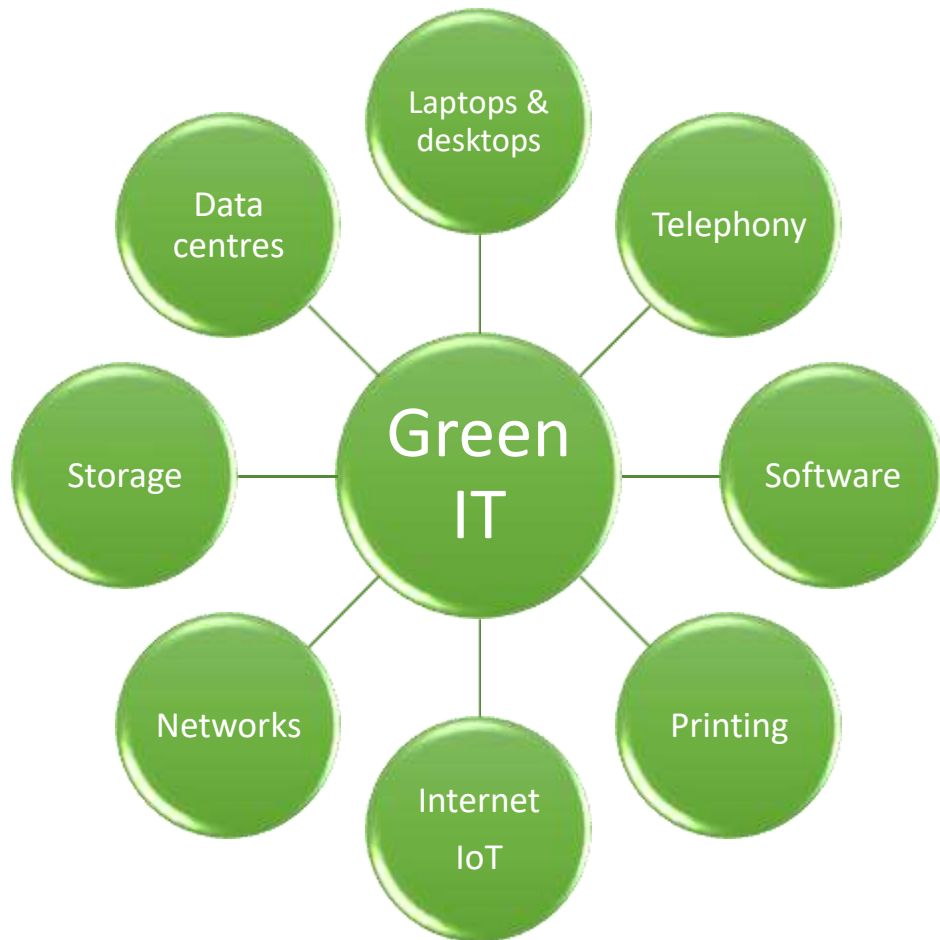 Laptops &
desktops
Telephony
Software
Printing
Internet
IoT
Networks
Storage
Data
centres
Green
IT